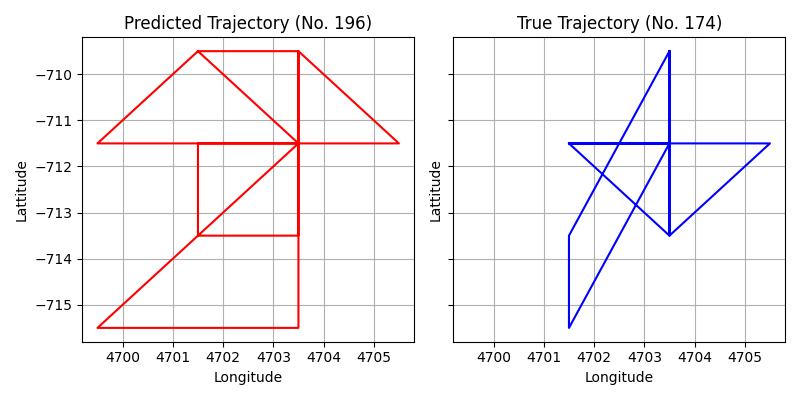 Predicted Trajectory (No. 196)
True Trajectory (No. 174)
Lattitude
−710
−711
−712
−713
−714
−715
4700 4701 4702 4703 4704 4705
Longitude
Lattitude
4700 4701 4702 4703 4704 4705
Longitude